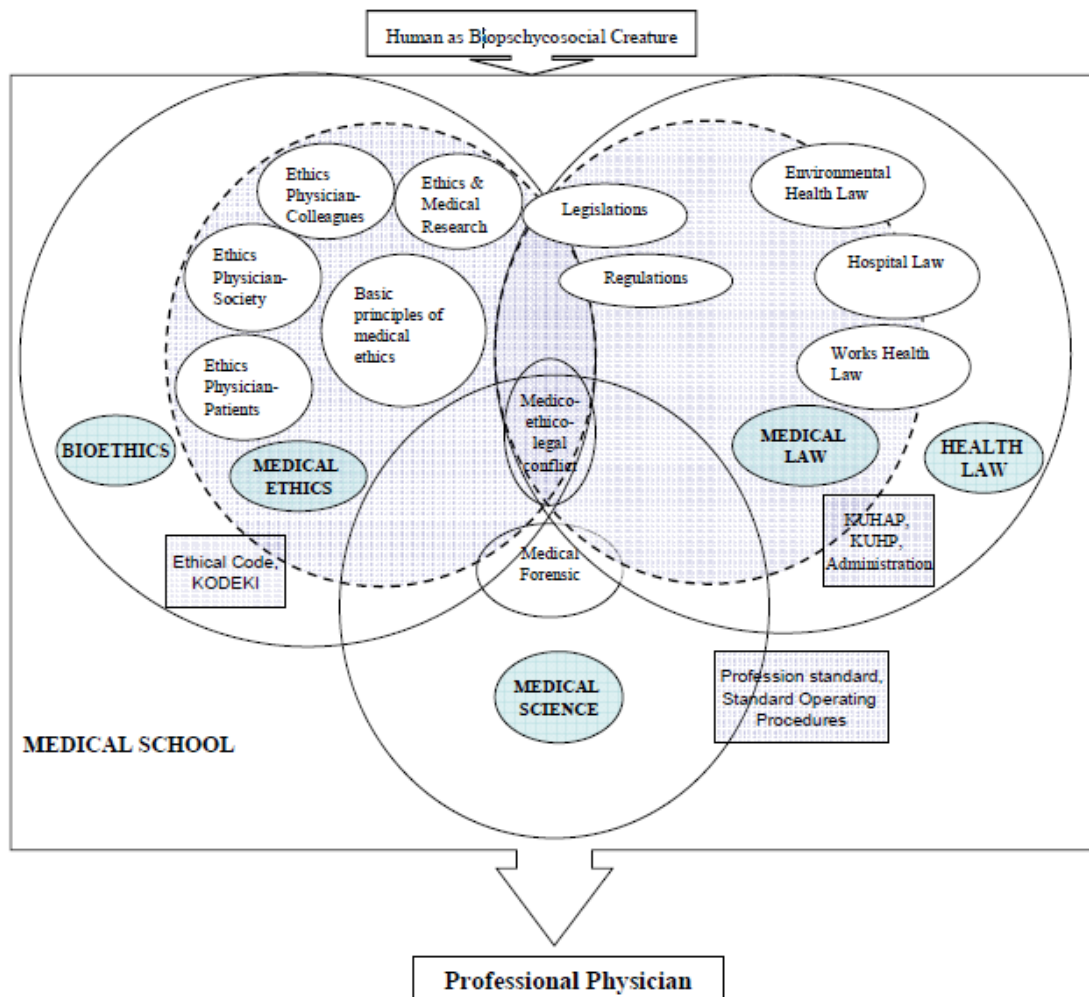 Human as Biopschycosocial Creature
Ethics
Physician-
Colleagues
Ethics &
Medical
Research
Legislations
Environmental
Health Law
Ethics
Physician-
Society
Basic
principles of
medical
ethics
Regulations
Hospital Law
Ethics
Physician-
Patients
Works Health
Law
Medico-
ethico-
legal
conflict
BIOETHICS
MEDICAL
ETHICS
MEDICAL
LAW
HEALTH
LAW
Ethical Code,
KODEKI
KUHAP,
KUHP,
Administration
Medical
Forensic
MEDICAL
SCIENCE
Profession standard,
Standard Operating
Procedures
MEDICAL SCHOOL
Professional Physician